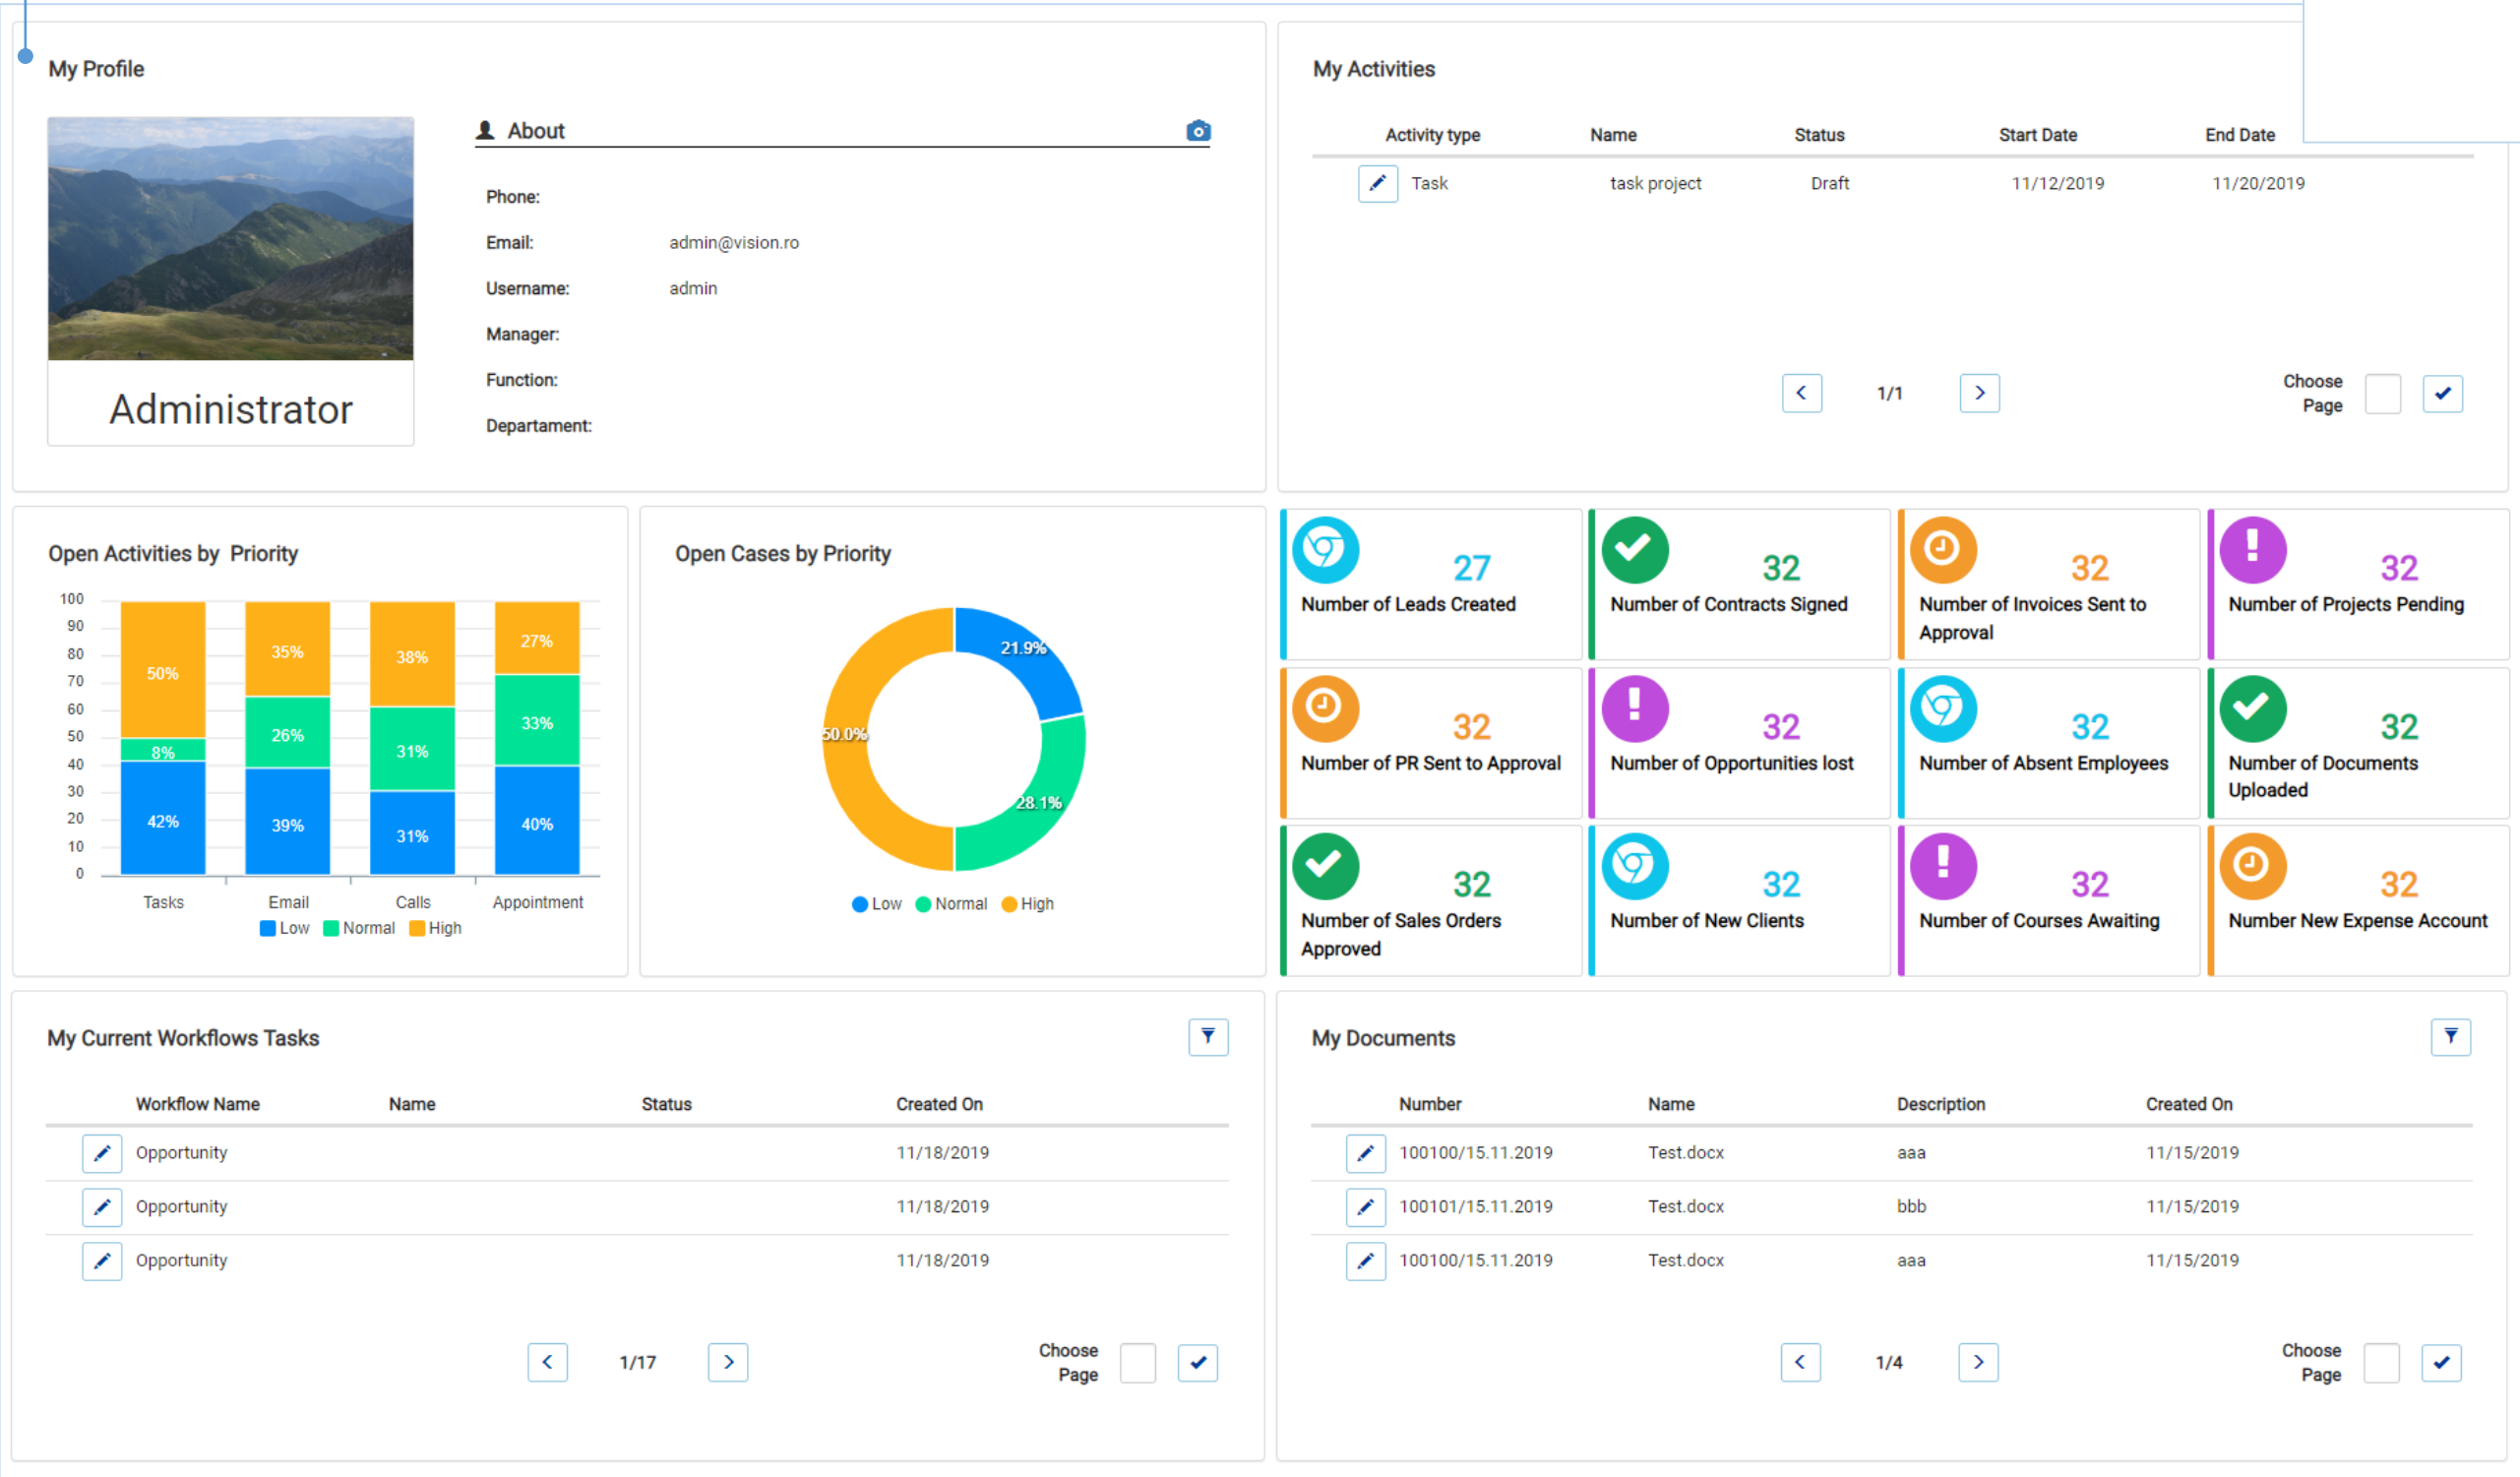 My Profile
About
Phone:
Email: admin@vision.ro
Username: admin
Manager:
Function:
Departament:
Administrator
My Activities
Activity type Name Status Start Date End Date
Task task project Draft 11/12/2019 11/20/2019
1/1
Choose
Page
Open Activities by Priority
100
90
80
70
60
50
40
30
20
10
0
50% 35% 38% 27%
8% 26% 31% 33%
42% 39% 31% 40%
Tasks Email Calls Appointment
Low Normal High
Open Cases by Priority
21.9%
50.0%
28.1%
Low Normal High
27
Number of Leads Created
32
Number of Contracts Signed
32
Number of Invoices Sent to
Approval
32
Number of Projects Pending
32
Number of PR Sent to Approval
32
Number of Opportunities lost
32
Number of Absent Employees
32
Number of Documents
Uploaded
32
Number of Sales Orders
Approved
32
Number of New Clients
32
Number of Courses Awaiting
32
Number New Expense Account
My Current Workflows Tasks
Workflow Name Name Status Created On
Opportunity 11/18/2019
Opportunity 11/18/2019
Opportunity 11/18/2019
1/17
Choose
Page
My Documents
Number Name Description Created On
100100/15.11.2019 Test.docx aaa 11/15/2019
100101/15.11.2019 Test.docx bbb 11/15/2019
100100/15.11.2019 Test.docx aaa 11/15/2019
1/4
Choose
Page